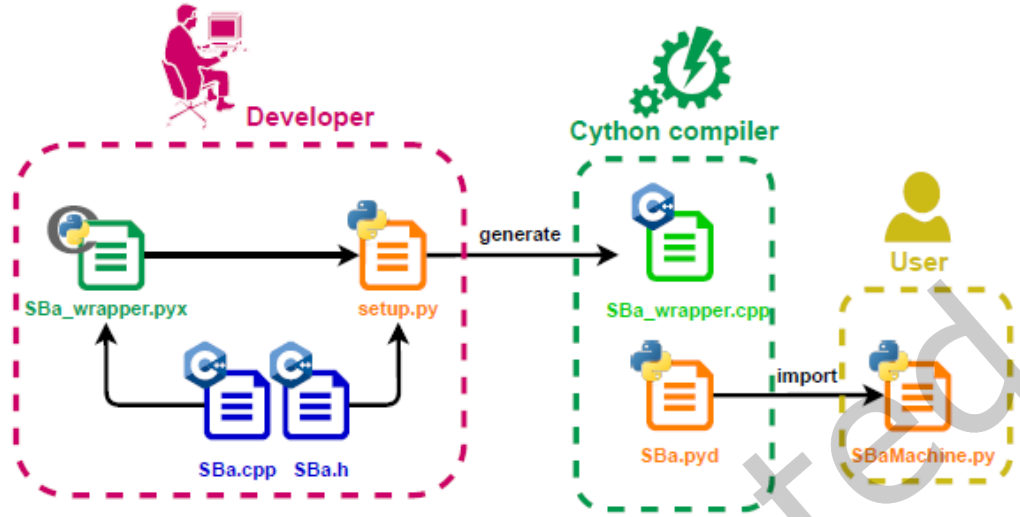 Developer
Cython compiler
User
SBa_wrapper.pyx
setup.py
generate
SBa_wrapper.cpp
SBa.cpp
SBa.h
SBa.pyd
import
SBaMachine.py
C++
C++
C++